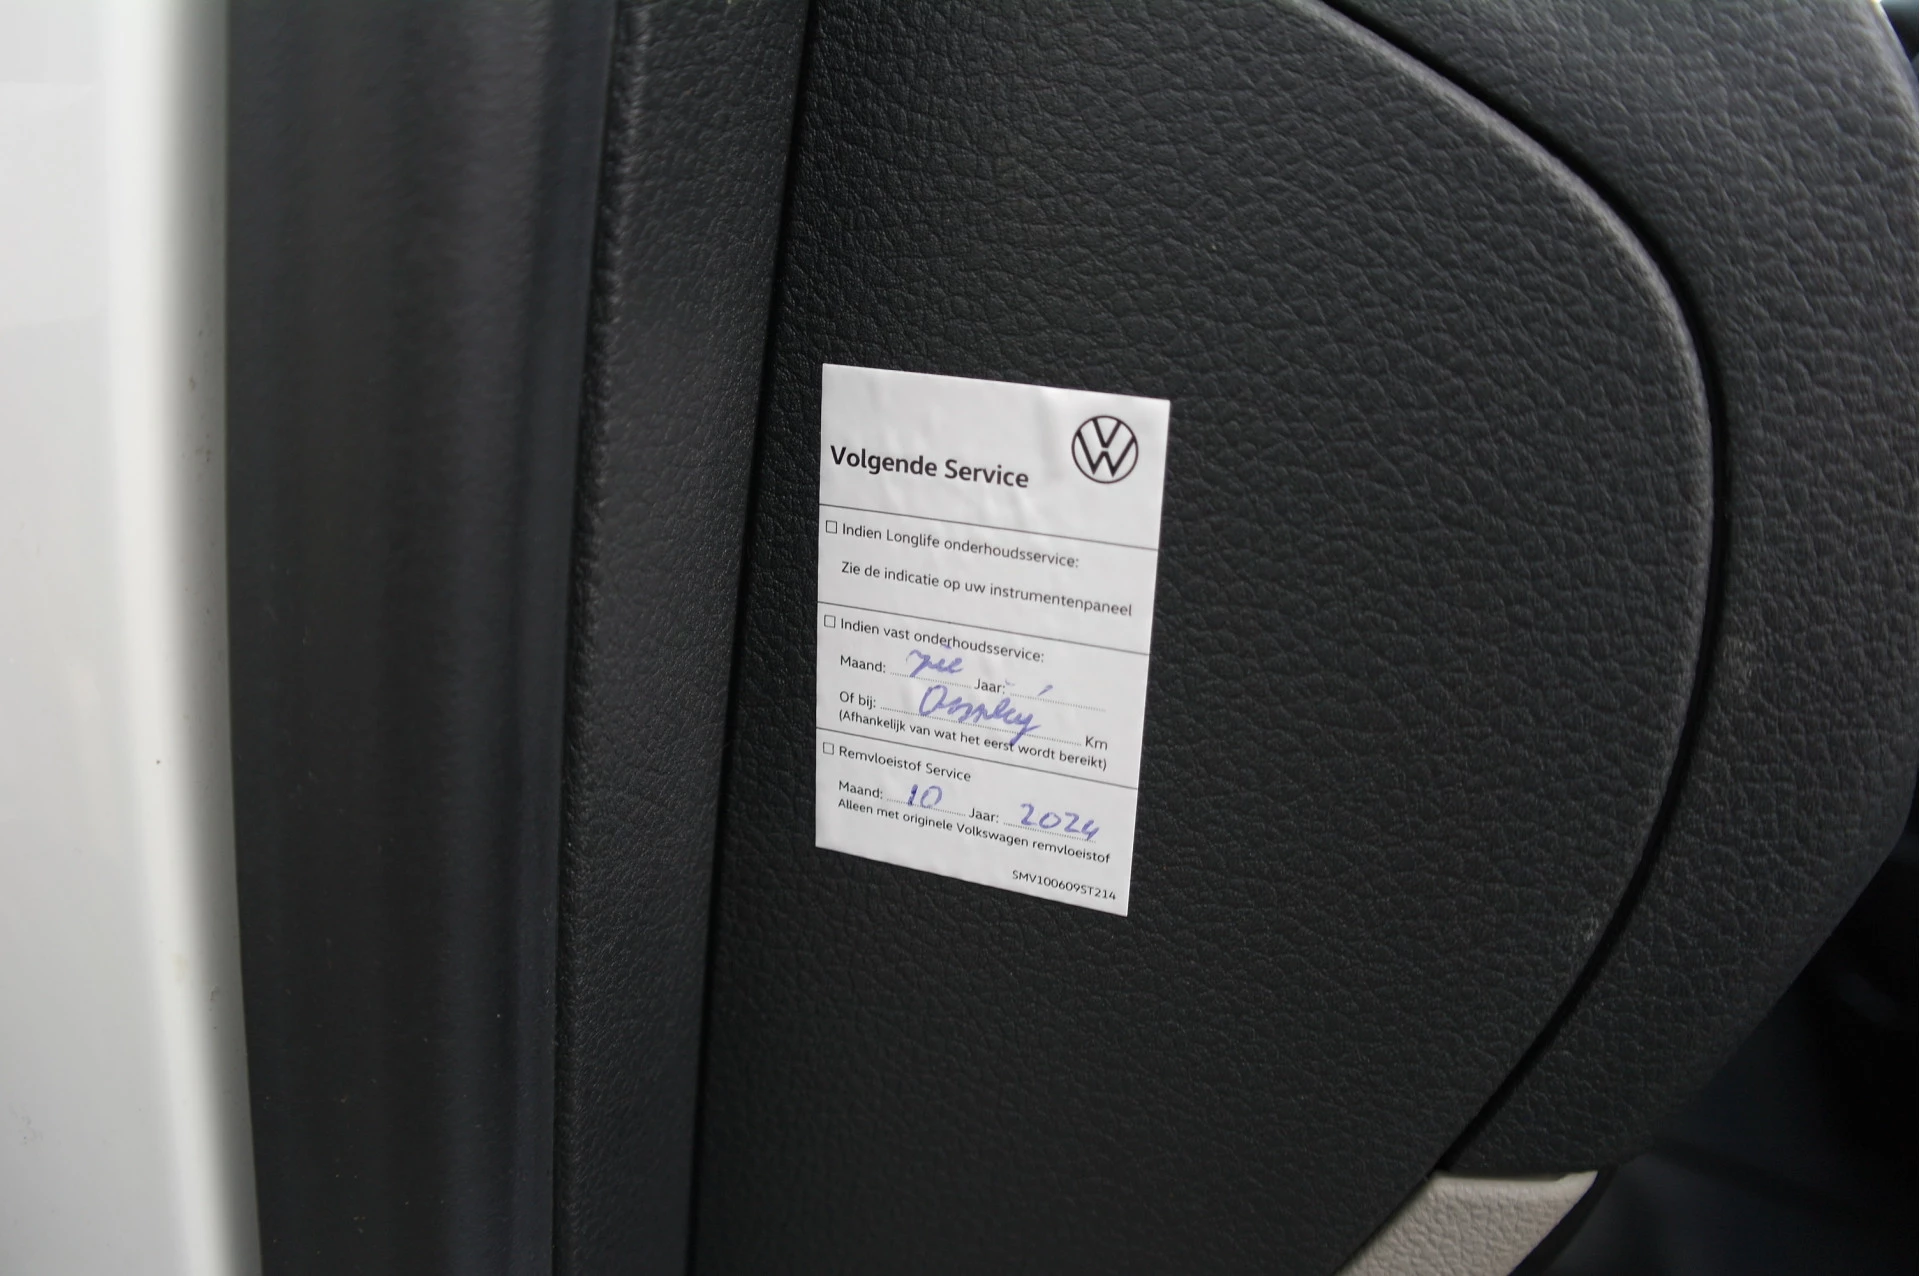 Volgende Service
☐ Indien Longlife onderhoudsservice:
Zie de indicatie op uw instrumentenpaneel
☐ Indien vast onderhoudsservice:
Maand: zie Jaar:
Of bij: Display Km
(Afhankelijk van wat het eerst wordt bereikt)
☐ Remvloeistof Service
Maand: 10 Jaar: 2024
Alleen met originele Volkswagen remvloeistof
SMV100609ST214